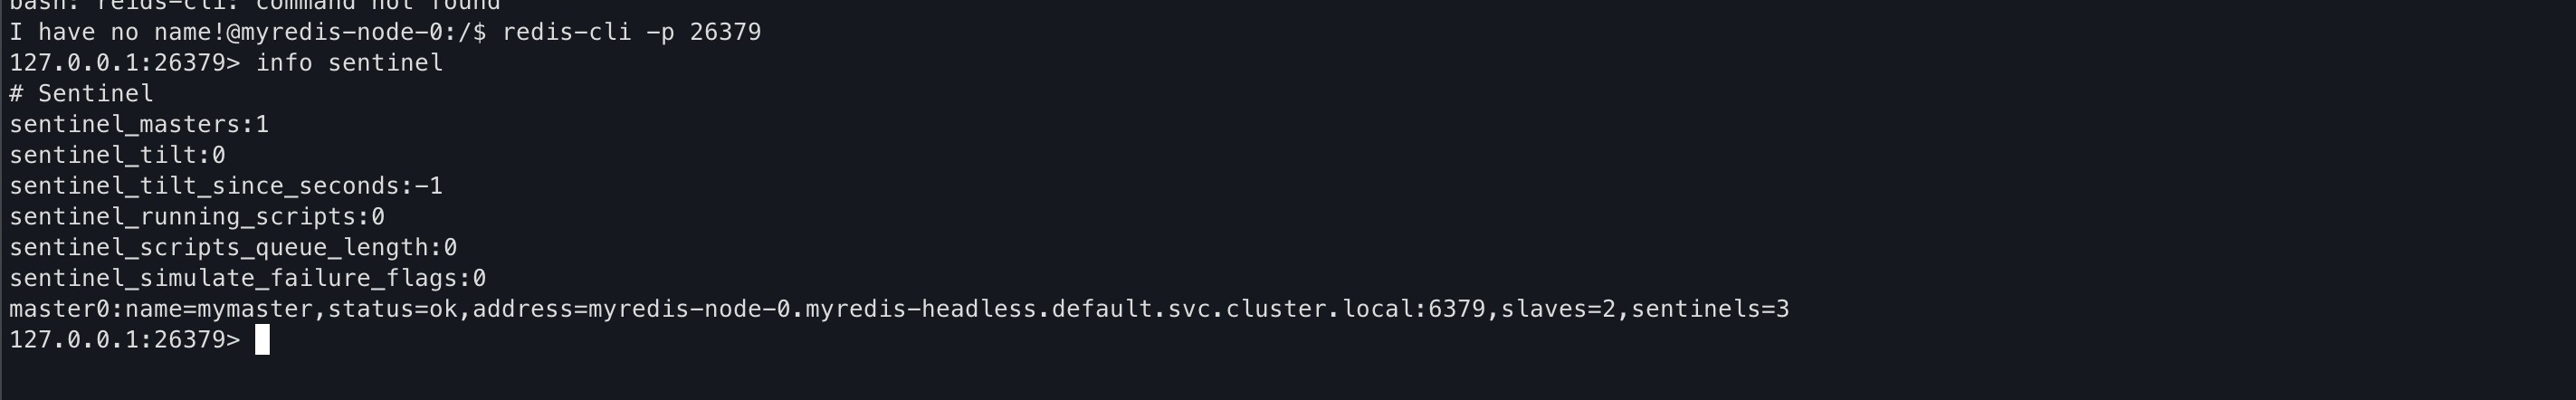 bash: reids-cli: command not found
I have no name!@myredis-node-0:/$ redis-cli -p 26379
127.0.0.1:26379> info sentinel
# Sentinel
sentinel_masters:1
sentinel_tilt:0
sentinel_tilt_since_seconds:-1
sentinel_running_scripts:0
sentinel_scripts_queue_length:0
sentinel_simulate_failure_flags:0
master0:name=mymaster,status=ok,address=myredis-node-0.myredis-headless.default.svc.cluster.local:6379,slaves=2,sentinels=3
127.0.0.1:26379>